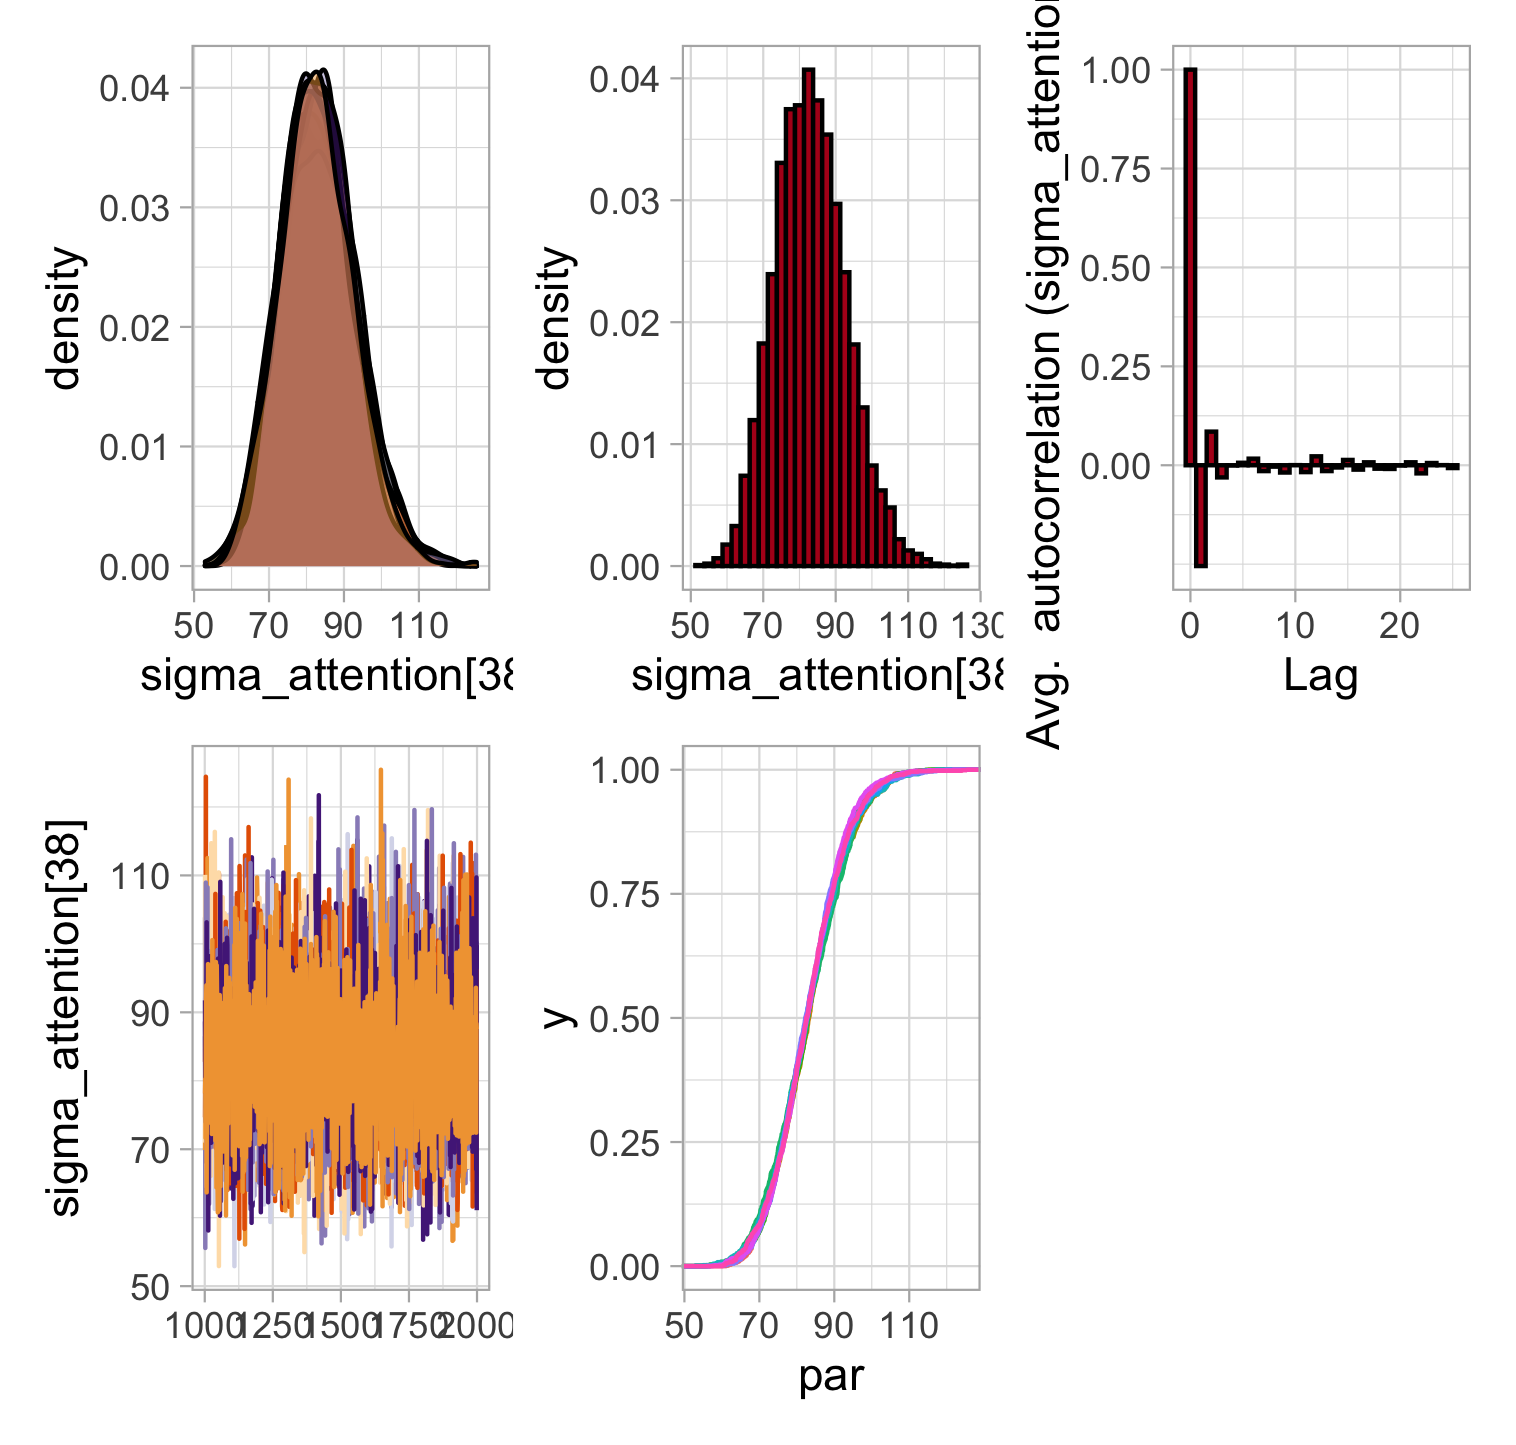 density
0.04
0.03
0.02
0.01
0.00
50 70 90 110
sigma_attention[38
density
0.04
0.03
0.02
0.01
0.00
50 70 90 110 130
sigma_attention[38
Avg. autocorrelation (sigma_attention
1.00
0.75
0.50
0.25
0.00
0 10 20
Lag
sigma_attention[38]
110
90
70
50
1000 1250 1500 1750 2000
y
1.00
0.75
0.50
0.25
0.00
50 70 90 110
par